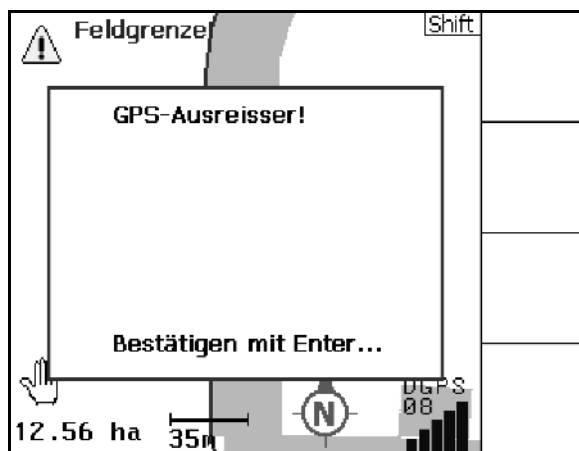 Feldgrenze
Shift
GPS-Ausreisser!
Bestätigen mit Enter...
DGPS
08
N
12.56 ha
35m